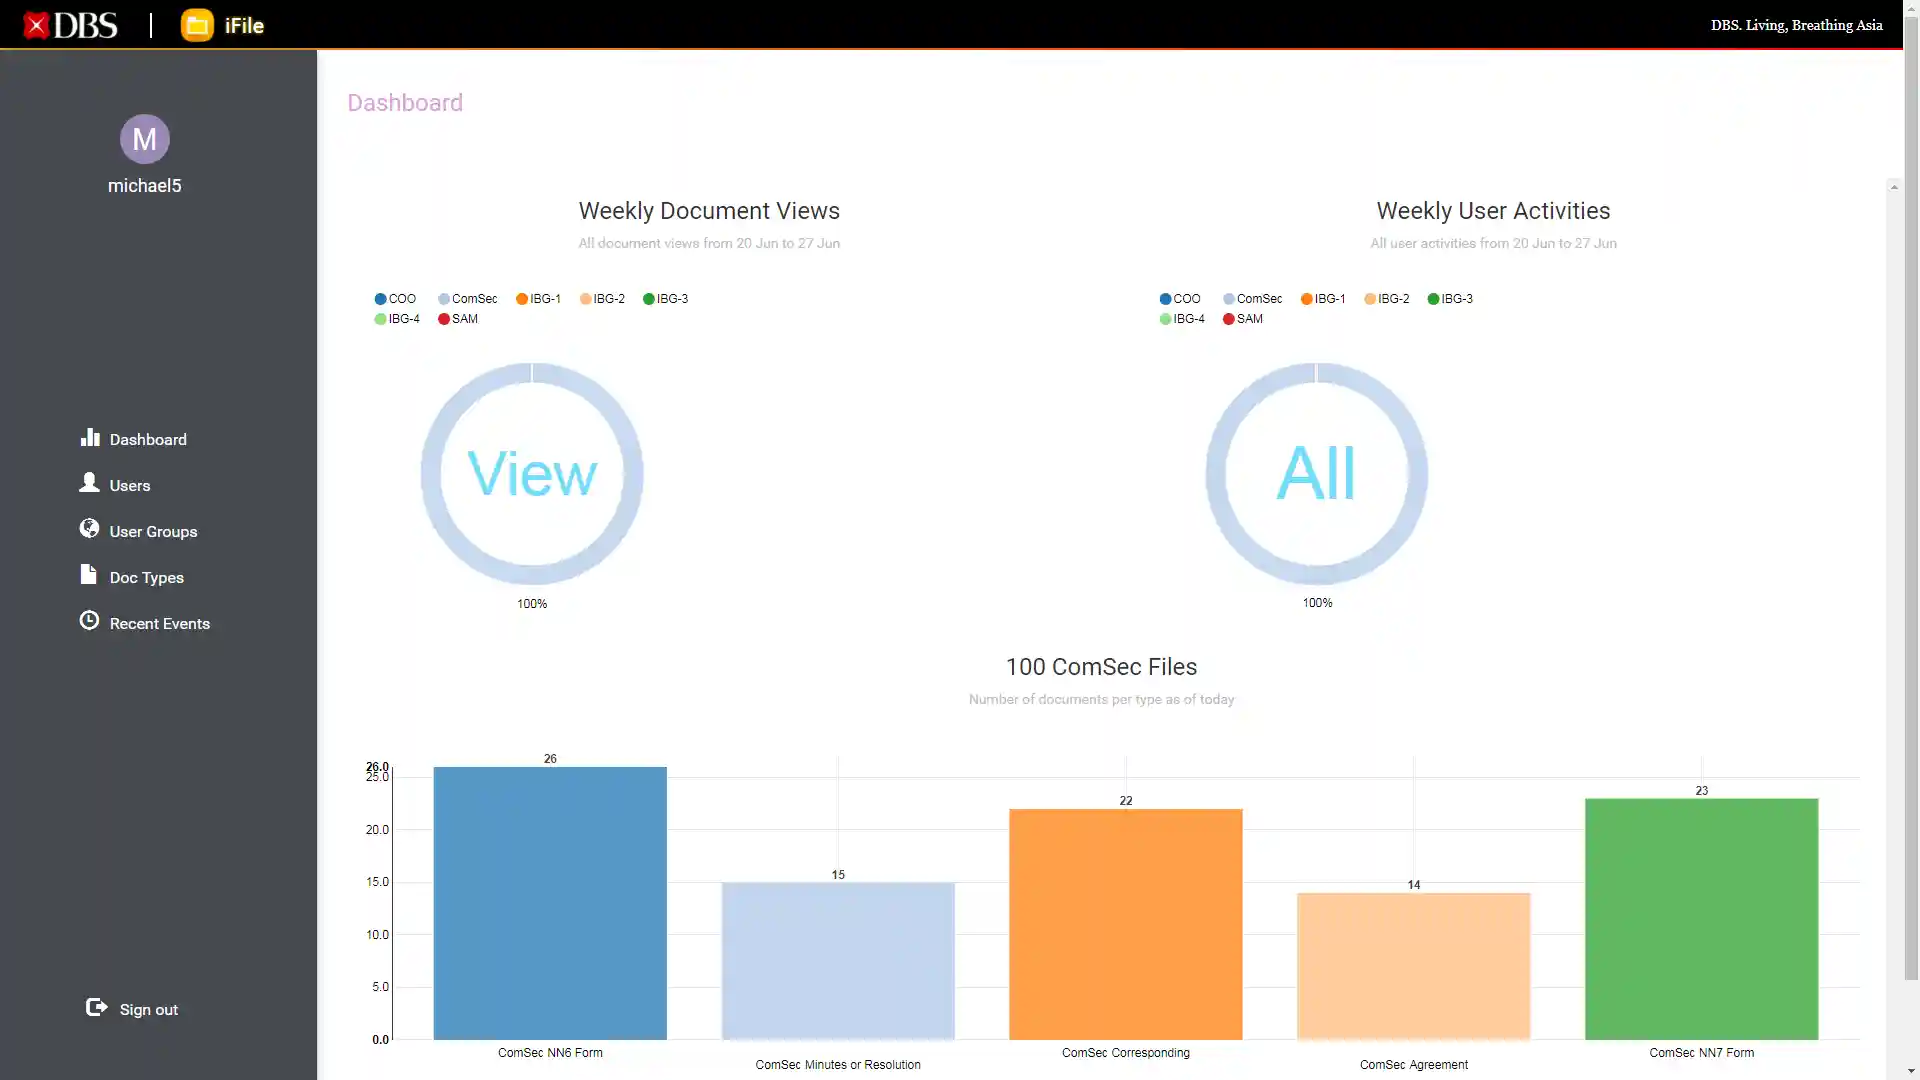 DBS
iFile
DBS. Living, Breathing Asia
M
michael5
Dashboard
Users
User Groups
Doc Types
Recent Events
Sign out
Dashboard
Weekly Document Views
All document views from 20 Jun to 27 Jun
COO ComSec IBG-1 IBG-2 IBG-3
IBG-4 SAM
View
100%
Weekly User Activities
All user activities from 20 Jun to 27 Jun
COO ComSec IBG-1 IBG-2 IBG-3
IBG-4 SAM
All
100%
100 ComSec Files
Number of documents per type as of today
26.0
25.0
20.0
15.0
10.0
5.0
0.0
26
15
22
14
23
ComSec NN6 Form
ComSec Minutes or Resolution
ComSec Corresponding
ComSec Agreement
ComSec NN7 Form